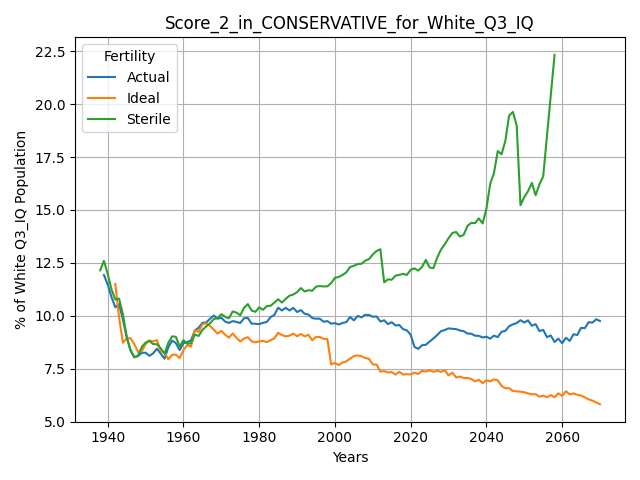 Score_2_in_CONSERVATIVE_for_White_Q3_IQ
Fertility
Actual
Ideal
Sterile
% of White Q3_IQ Population
22.5
20.0
17.5
15.0
12.5
10.0
7.5
5.0
1940 1960 1980 2000 2020 2040 2060
Years